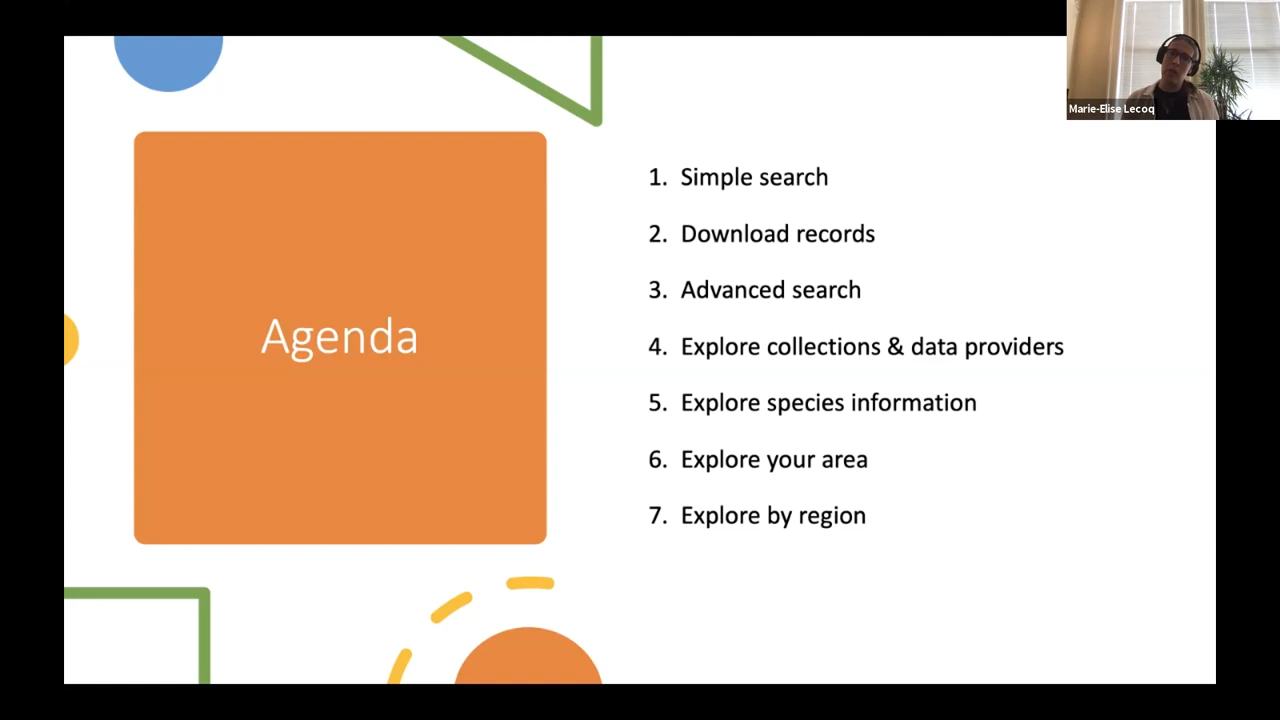 Marie-Elise Lecoq
Agenda
1. Simple search
2. Download records
3. Advanced search
4. Explore collections & data providers
5. Explore species information
6. Explore your area
7. Explore by region